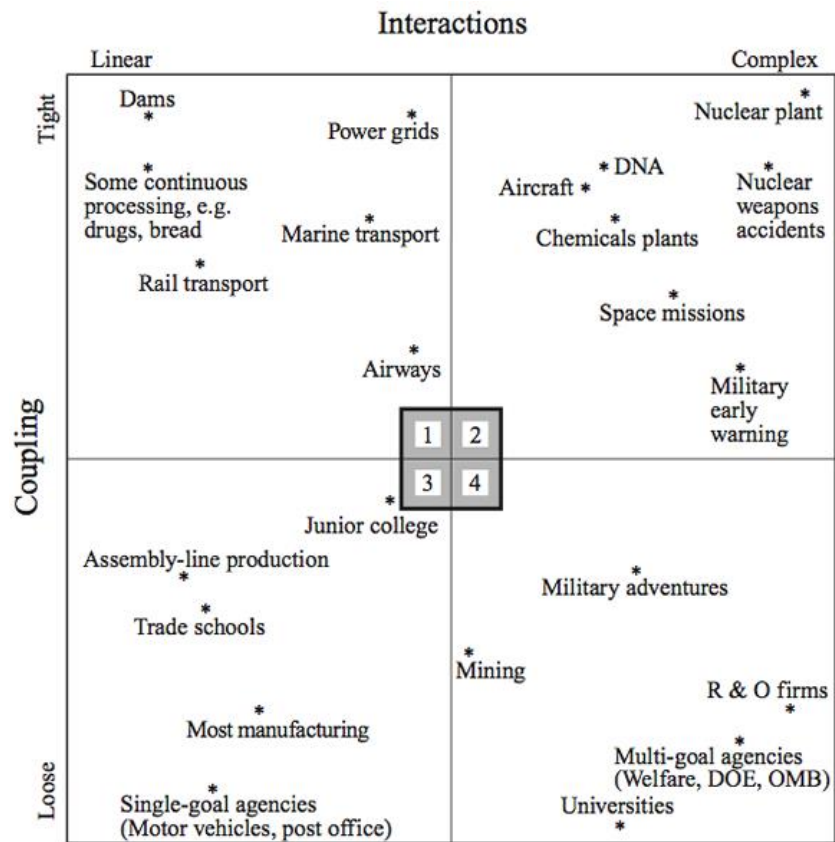 Interactions
Linear
Complex
Tight
Coupling
Loose
Dams
*
Power grids
*
Nuclear plant
*
Some continuous
processing, e.g.
drugs, bread
*
Marine transport
*
Rail transport
*
Airways
*
* DNA
Aircraft *
Chemicals plants
*
Nuclear
weapons
accidents
*
Space missions
*
Military
early
warning
*
1
2
3
4
Junior college
*
Assembly-line production
*
Trade schools
*
Most manufacturing
*
Single-goal agencies
(Motor vehicles, post office)
*
Military adventures
*
Mining
*
R & O firms
*
Multi-goal agencies
(Welfare, DOE, OMB)
*
Universities
*